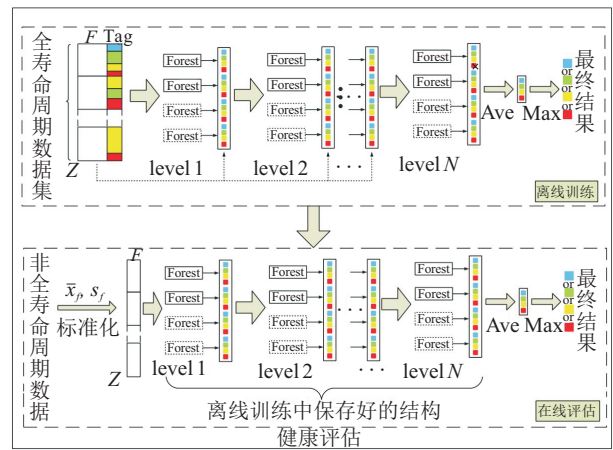 全寿命周期数据集
F Tag
Z
Forest
Forest
Forest
Forest
level 1
Forest
Forest
Forest
Forest
level 2
...
Forest
Forest
Forest
Forest
level N
Ave
Max
or
or
or
最终结果
离线训练
非全寿命周期数据
x̄f, sf
标准化
F
Z
Forest
Forest
Forest
Forest
level 1
Forest
Forest
Forest
Forest
level 2
...
...
Forest
Forest
Forest
Forest
level N
Ave
Max
or
or
or
最终结果
离线训练中保存好的结构
在线评估
健康评估